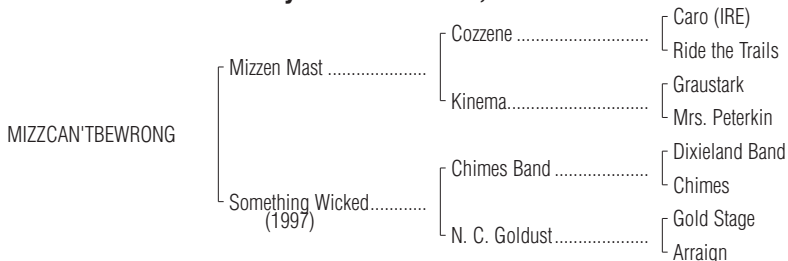 Caro (IRE)
Cozzene ..........................
Ride the Trails
Mizzen Mast .....................
Graustark
Kinema............................
Mrs. Peterkin
MIZZCAN'TBEWRONG
Dixieland Band
Chimes Band ...................
Chimes
Something Wicked............
(1997)
Gold Stage
N. C. Goldust...................
Arraign